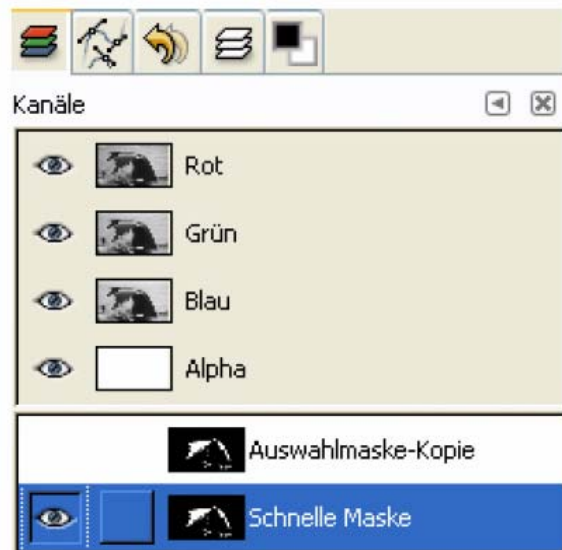 Kanäle
Rot
Grün
Blau
Alpha
Auswahlmaske-Kopie
Schnelle Maske